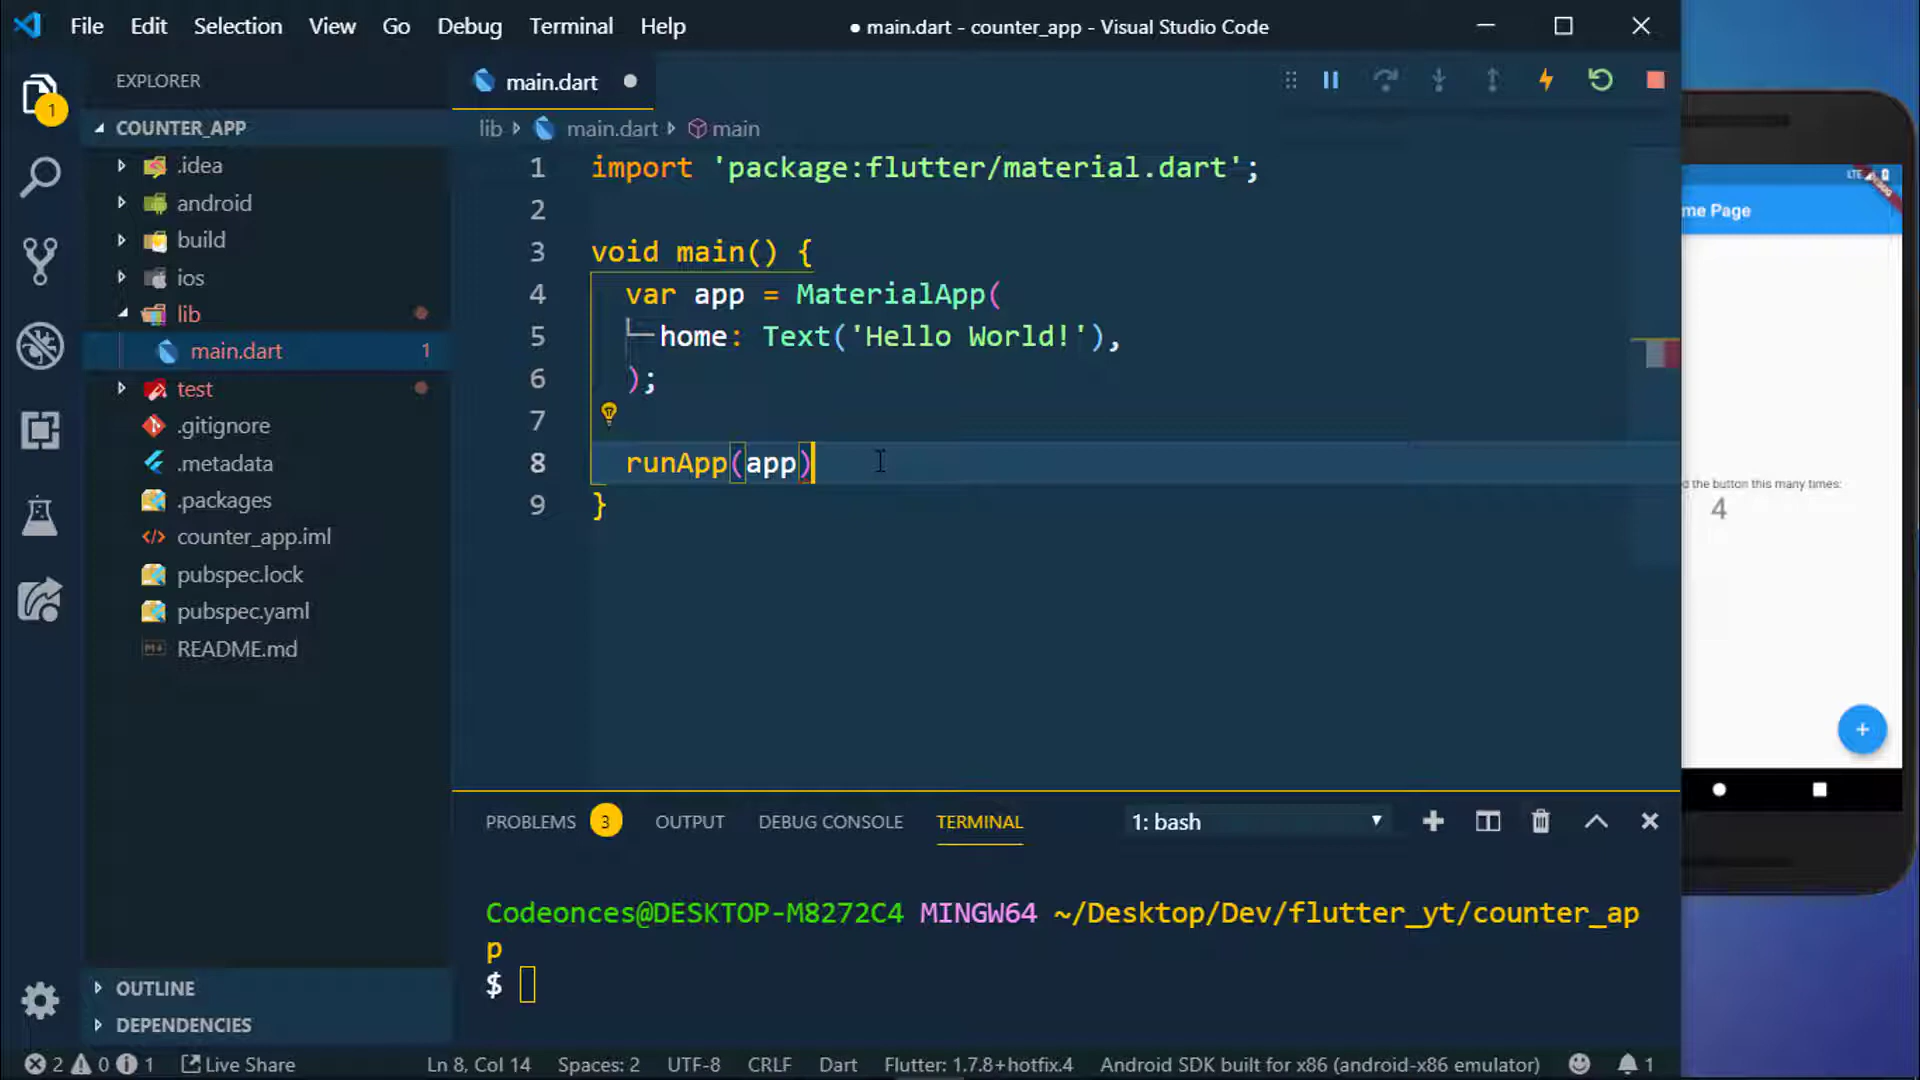 File Edit Selection View Go Debug Terminal Help
● main.dart - counter_app - Visual Studio Code
1
EXPLORER
COUNTER_APP
.idea
android
build
ios
lib
main.dart 1
test
.gitignore
.metadata
.packages
counter_app.iml
pubspec.lock
pubspec.yaml
README.md
OUTLINE
DEPENDENCIES
main.dart
lib main.dart main
1 import 'package:flutter/material.dart';
2
3 void main() {
4 var app = MaterialApp(
5 home: Text('Hello World!'),
6 );
7
8 runApp(app)
9 }
PROBLEMS 3 OUTPUT DEBUG CONSOLE TERMINAL 1: bash
Codeonces@DESKTOP-M8272C4 MINGW64 ~/Desktop/Dev/flutter_yt/counter_ap
p
$
2 0 1 Live Share Ln 8, Col 14 Spaces: 2 UTF-8 CRLF Dart Flutter: 1.7.8+hotfix.4 Android SDK built for x86 (android-x86 emulator) 1
LTE
DEBUG
me Page
d the button this many times:
4
+